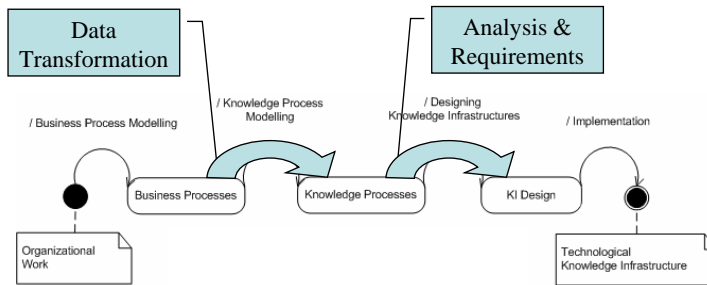 Data
Transformation
Analysis &
Requirements
/ Knowledge Process
Modelling
/ Designing
Knowledge Infrastructures
/ Business Process Modelling
/ Implementation
Business Processes
Knowledge Processes
KI Design
Organizational
Work
Technological
Knowledge Infrastructure